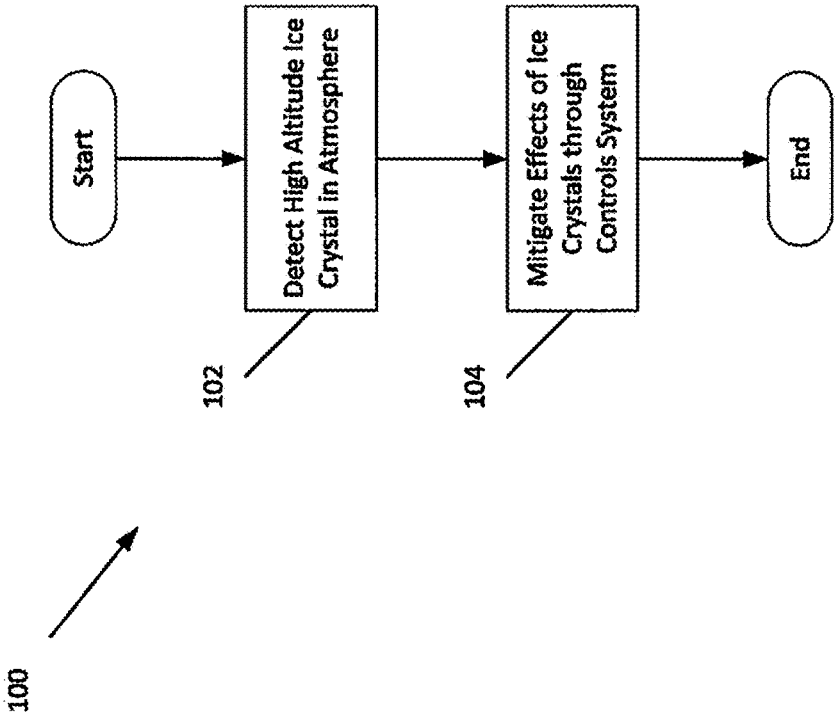 100
Start
102
Detect High Altitude Ice
Crystal in Atmosphere
104
Mitigate Effects of Ice
Crystals through
Controls System
End